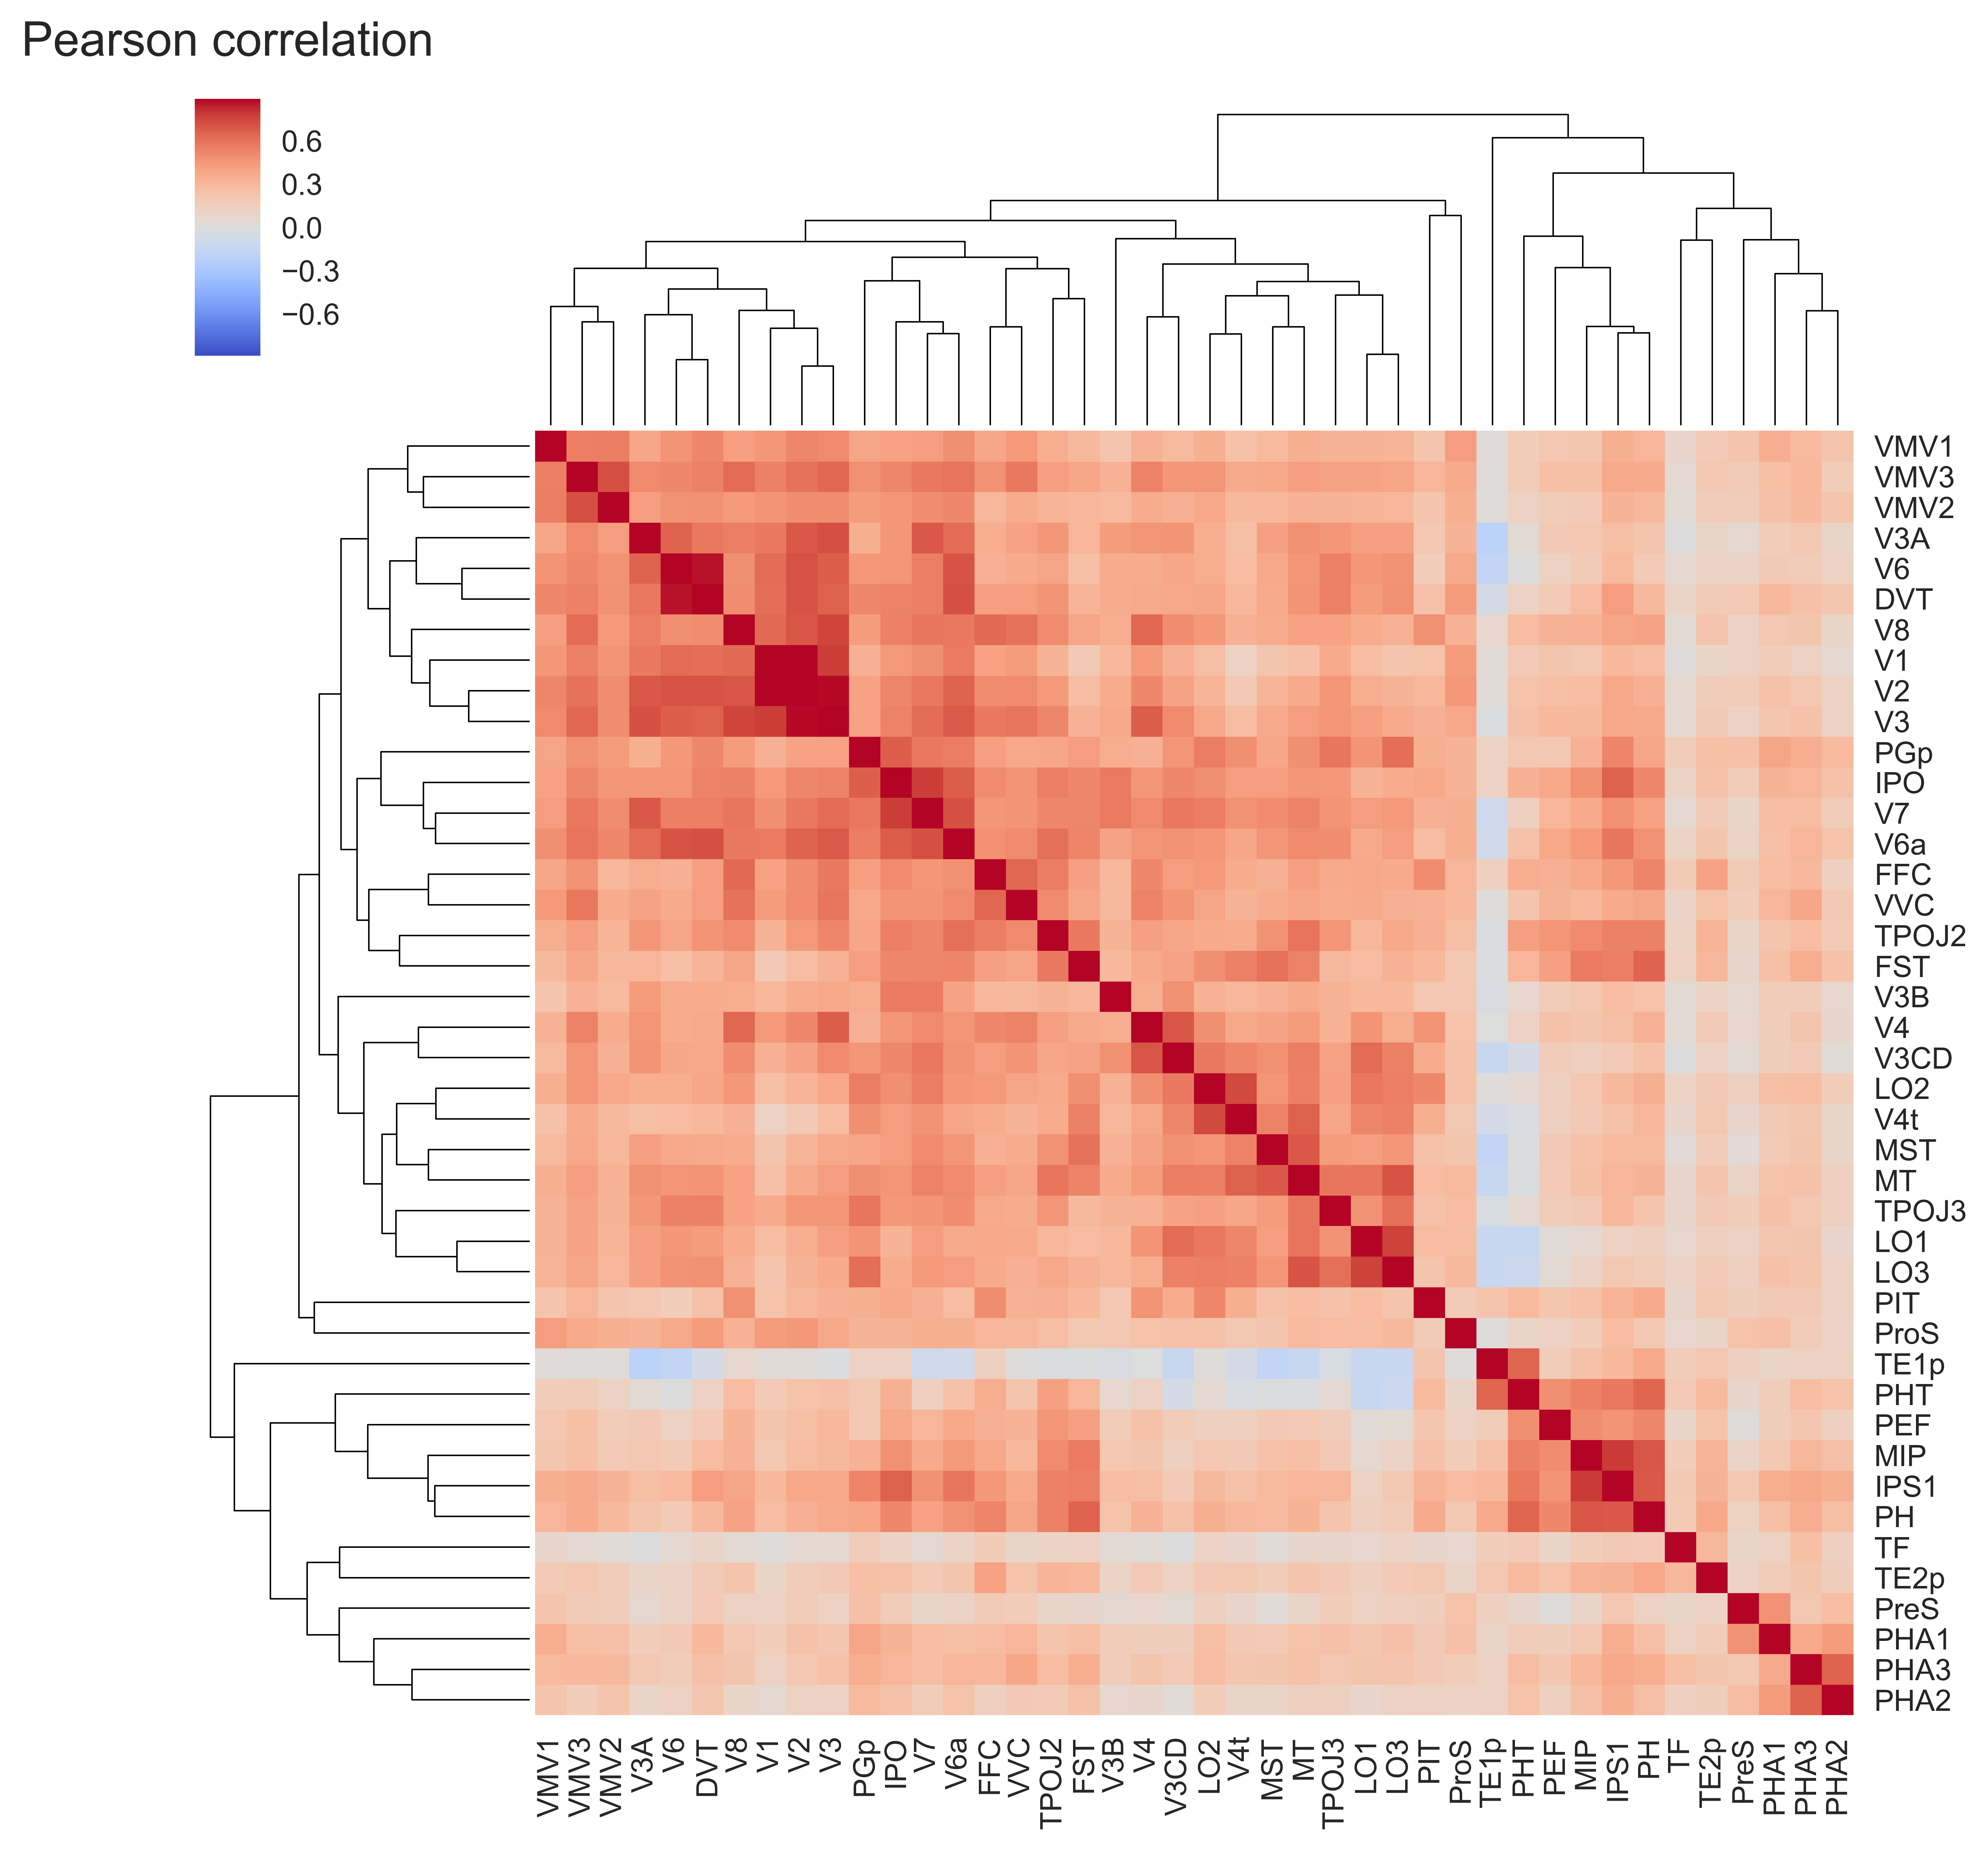 Pearson correlation
0.6
0.3
0.0
−0.3
−0.6
VMV1
VMV3
VMV2
V3A
V6
DVT
V8
V1
V2
V3
PGp
IPO
V7
V6a
FFC
VVC
TPOJ2
FST
V3B
V4
V3CD
LO2
V4t
MST
MT
TPOJ3
LO1
LO3
PIT
ProS
TE1p
PHT
PEF
MIP
IPS1
PH
TF
TE2p
PreS
PHA1
PHA3
PHA2
VMV1
VMV3
VMV2
V3A
V6
DVT
V8
V1
V2
V3
PGp
IPO
V7
V6a
FFC
VVC
TPOJ2
FST
V3B
V4
V3CD
LO2
V4t
MST
MT
TPOJ3
LO1
LO3
PIT
ProS
TE1p
PHT
PEF
MIP
IPS1
PH
TF
TE2p
PreS
PHA1
PHA3
PHA2